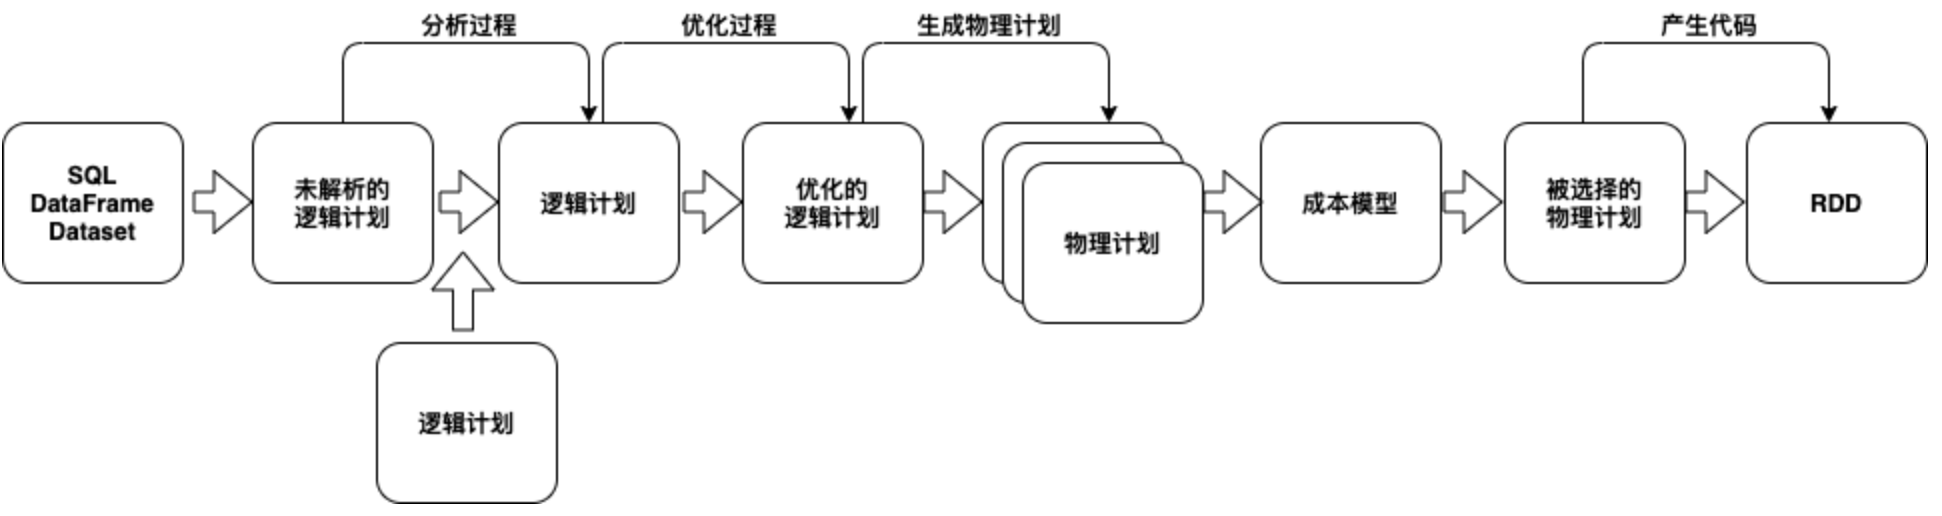 分析过程
优化过程
生成物理计划
产生代码
SQL
DataFrame
Dataset
未解析的
逻辑计划
逻辑计划
优化的
逻辑计划
物理计划
成本模型
被选择的
物理计划
RDD
逻辑计划